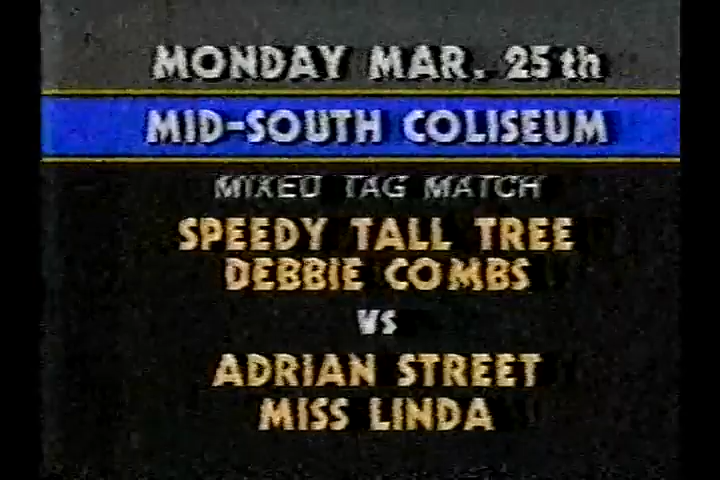 MONDAY MAR. 25th
MID-SOUTH COLISEUM
MIXED TAG MATCH
SPEEDY TALL TREE
DEBBIE COMBS
VS
ADRIAN STREET
MISS LINDA